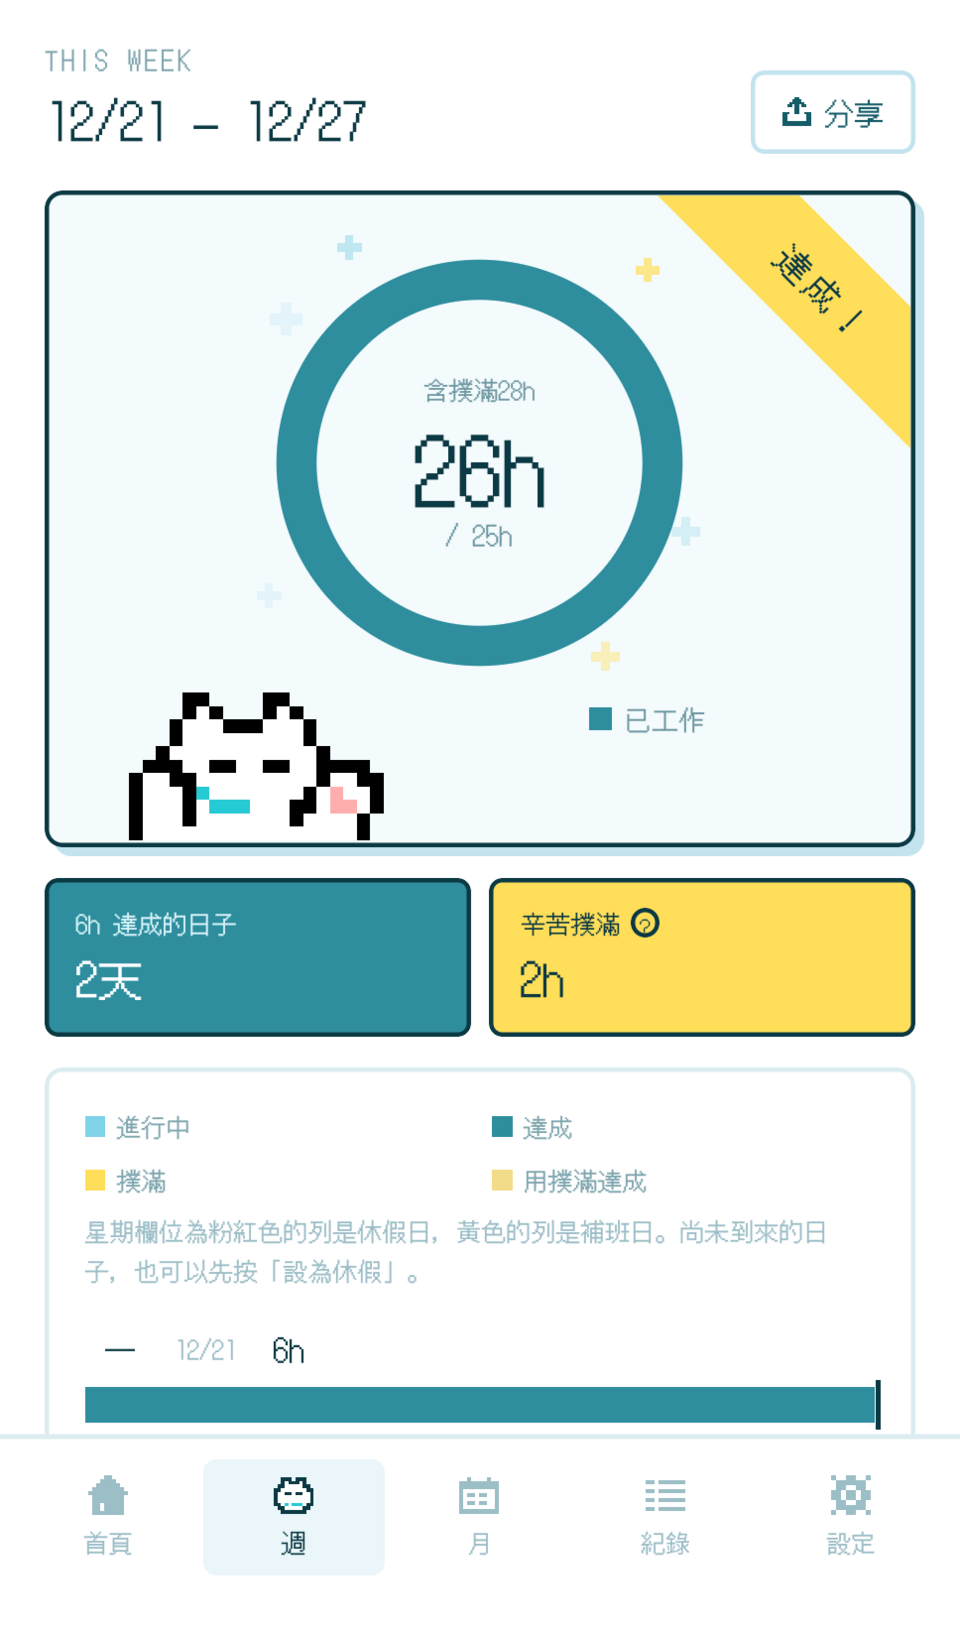 THIS WEEK
12/21 – 12/27
分享
達成！
含撲滿28h
26h
/ 25h
已工作
6h 達成的日子
2天
辛苦撲滿 ?
2h
進行中
達成
撲滿
用撲滿達成
星期欄位為粉紅色的列是休假日，黃色的列是補班日。尚未到來的日
子，也可以先按「設為休假」。
一 12/21 6h
首頁
週
月
紀錄
設定